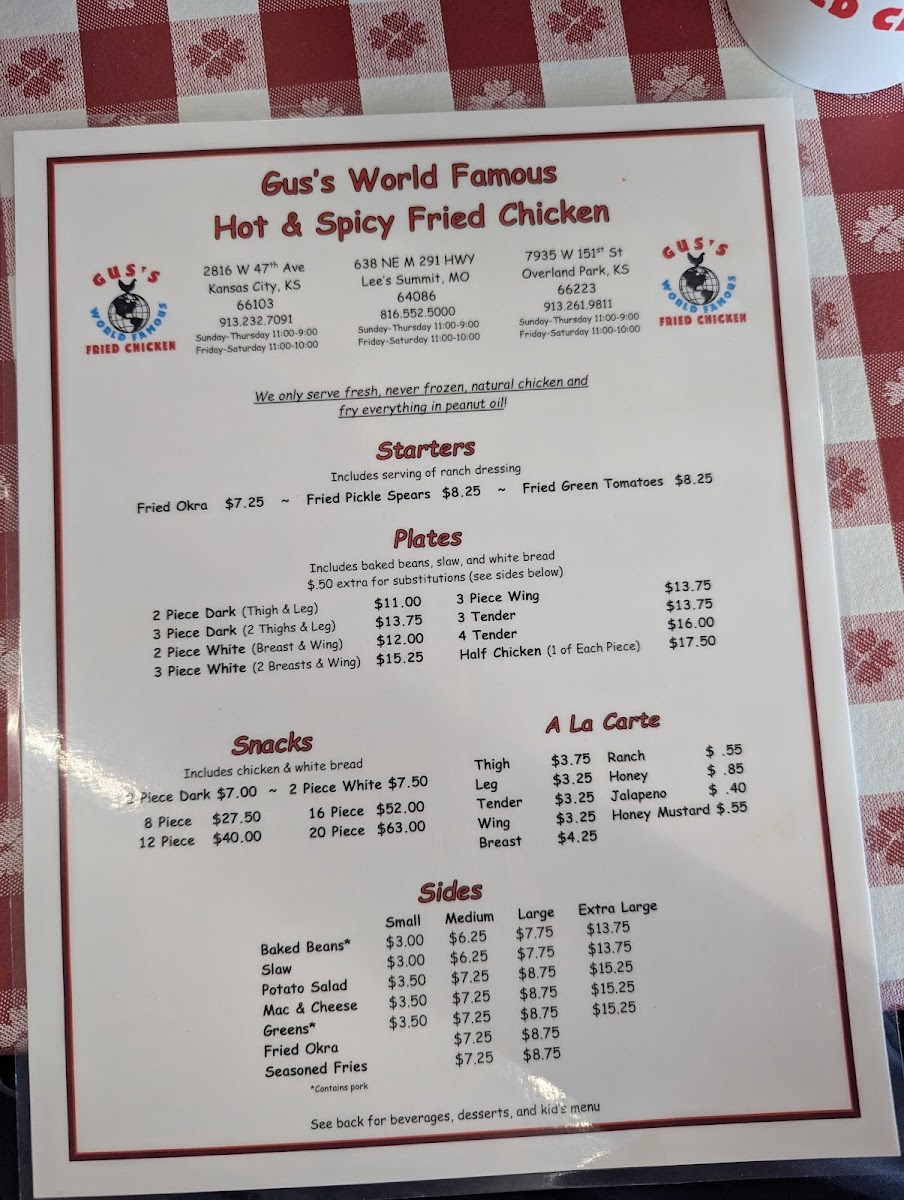 ED CH
Gus's World Famous
Hot & Spicy Fried Chicken
GUS'S
WORLD FAMOUS
FRIED CHICKEN
2816 W 47th Ave
Kansas City, KS
66103
913.232.7091
Sunday-Thursday 11:00-9:00
Friday-Saturday 11:00-10:00
638 NE M 291 HWY
Lee's Summit, MO
64086
816.552.5000
Sunday-Thursday 11:00-9:00
Friday-Saturday 11:00-10:00
7935 W 151st St
Overland Park, KS
66223
913.261.9811
Sunday-Thursday 11:00-9:00
Friday-Saturday 11:00-10:00
GUS'S
WORLD FAMOUS
FRIED CHICKEN
We only serve fresh, never frozen, natural chicken and
fry everything in peanut oil!
Starters
Includes serving of ranch dressing
Fried Okra $7.25 ~ Fried Pickle Spears $8.25 ~ Fried Green Tomatoes $8.25
Plates
Includes baked beans, slaw, and white bread
$.50 extra for substitutions (see sides below)
2 Piece Dark (Thigh & Leg) $11.00
3 Piece Dark (2 Thighs & Leg) $13.75
2 Piece White (Breast & Wing) $12.00
3 Piece White (2 Breasts & Wing) $15.25
3 Piece Wing $13.75
3 Tender $13.75
4 Tender $16.00
Half Chicken (1 of Each Piece) $17.50
Snacks
Includes chicken & white bread
2 Piece Dark $7.00 ~ 2 Piece White $7.50
8 Piece $27.50 16 Piece $52.00
12 Piece $40.00 20 Piece $63.00
A La Carte
Thigh $3.75 Ranch $ .55
Leg $3.25 Honey $ .85
Tender $3.25 Jalapeno $ .40
Wing $3.25 Honey Mustard $.55
Breast $4.25
Sides
Small Medium Large Extra Large
Baked Beans* $3.00 $6.25 $7.75 $13.75
Slaw $3.00 $6.25 $7.75 $13.75
Potato Salad $3.50 $7.25 $8.75 $15.25
Mac & Cheese $3.50 $7.25 $8.75 $15.25
Greens* $3.50 $7.25 $8.75 $15.25
Fried Okra $7.25 $8.75
Seasoned Fries $7.25 $8.75
*Contains pork
See back for beverages, desserts, and kid's menu